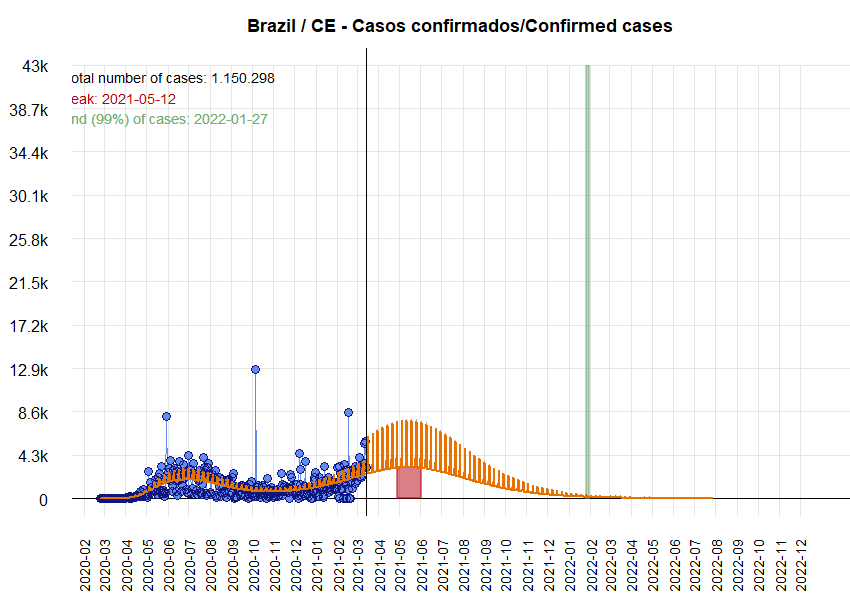 Brazil / CE - Casos confirmados/Confirmed cases
43k
38.7k
34.4k
30.1k
25.8k
21.5k
17.2k
12.9k
8.6k
4.3k
0
otal number of cases: 1.150.298
eak: 2021-05-12
nd (99%) of cases: 2022-01-27
2020-02
2020-03
2020-04
2020-05
2020-06
2020-07
2020-08
2020-09
2020-10
2020-11
2020-12
2021-01
2021-02
2021-03
2021-04
2021-05
2021-06
2021-07
2021-08
2021-09
2021-10
2021-11
2021-12
2022-01
2022-02
2022-03
2022-04
2022-05
2022-06
2022-07
2022-08
2022-09
2022-10
2022-11
2022-12